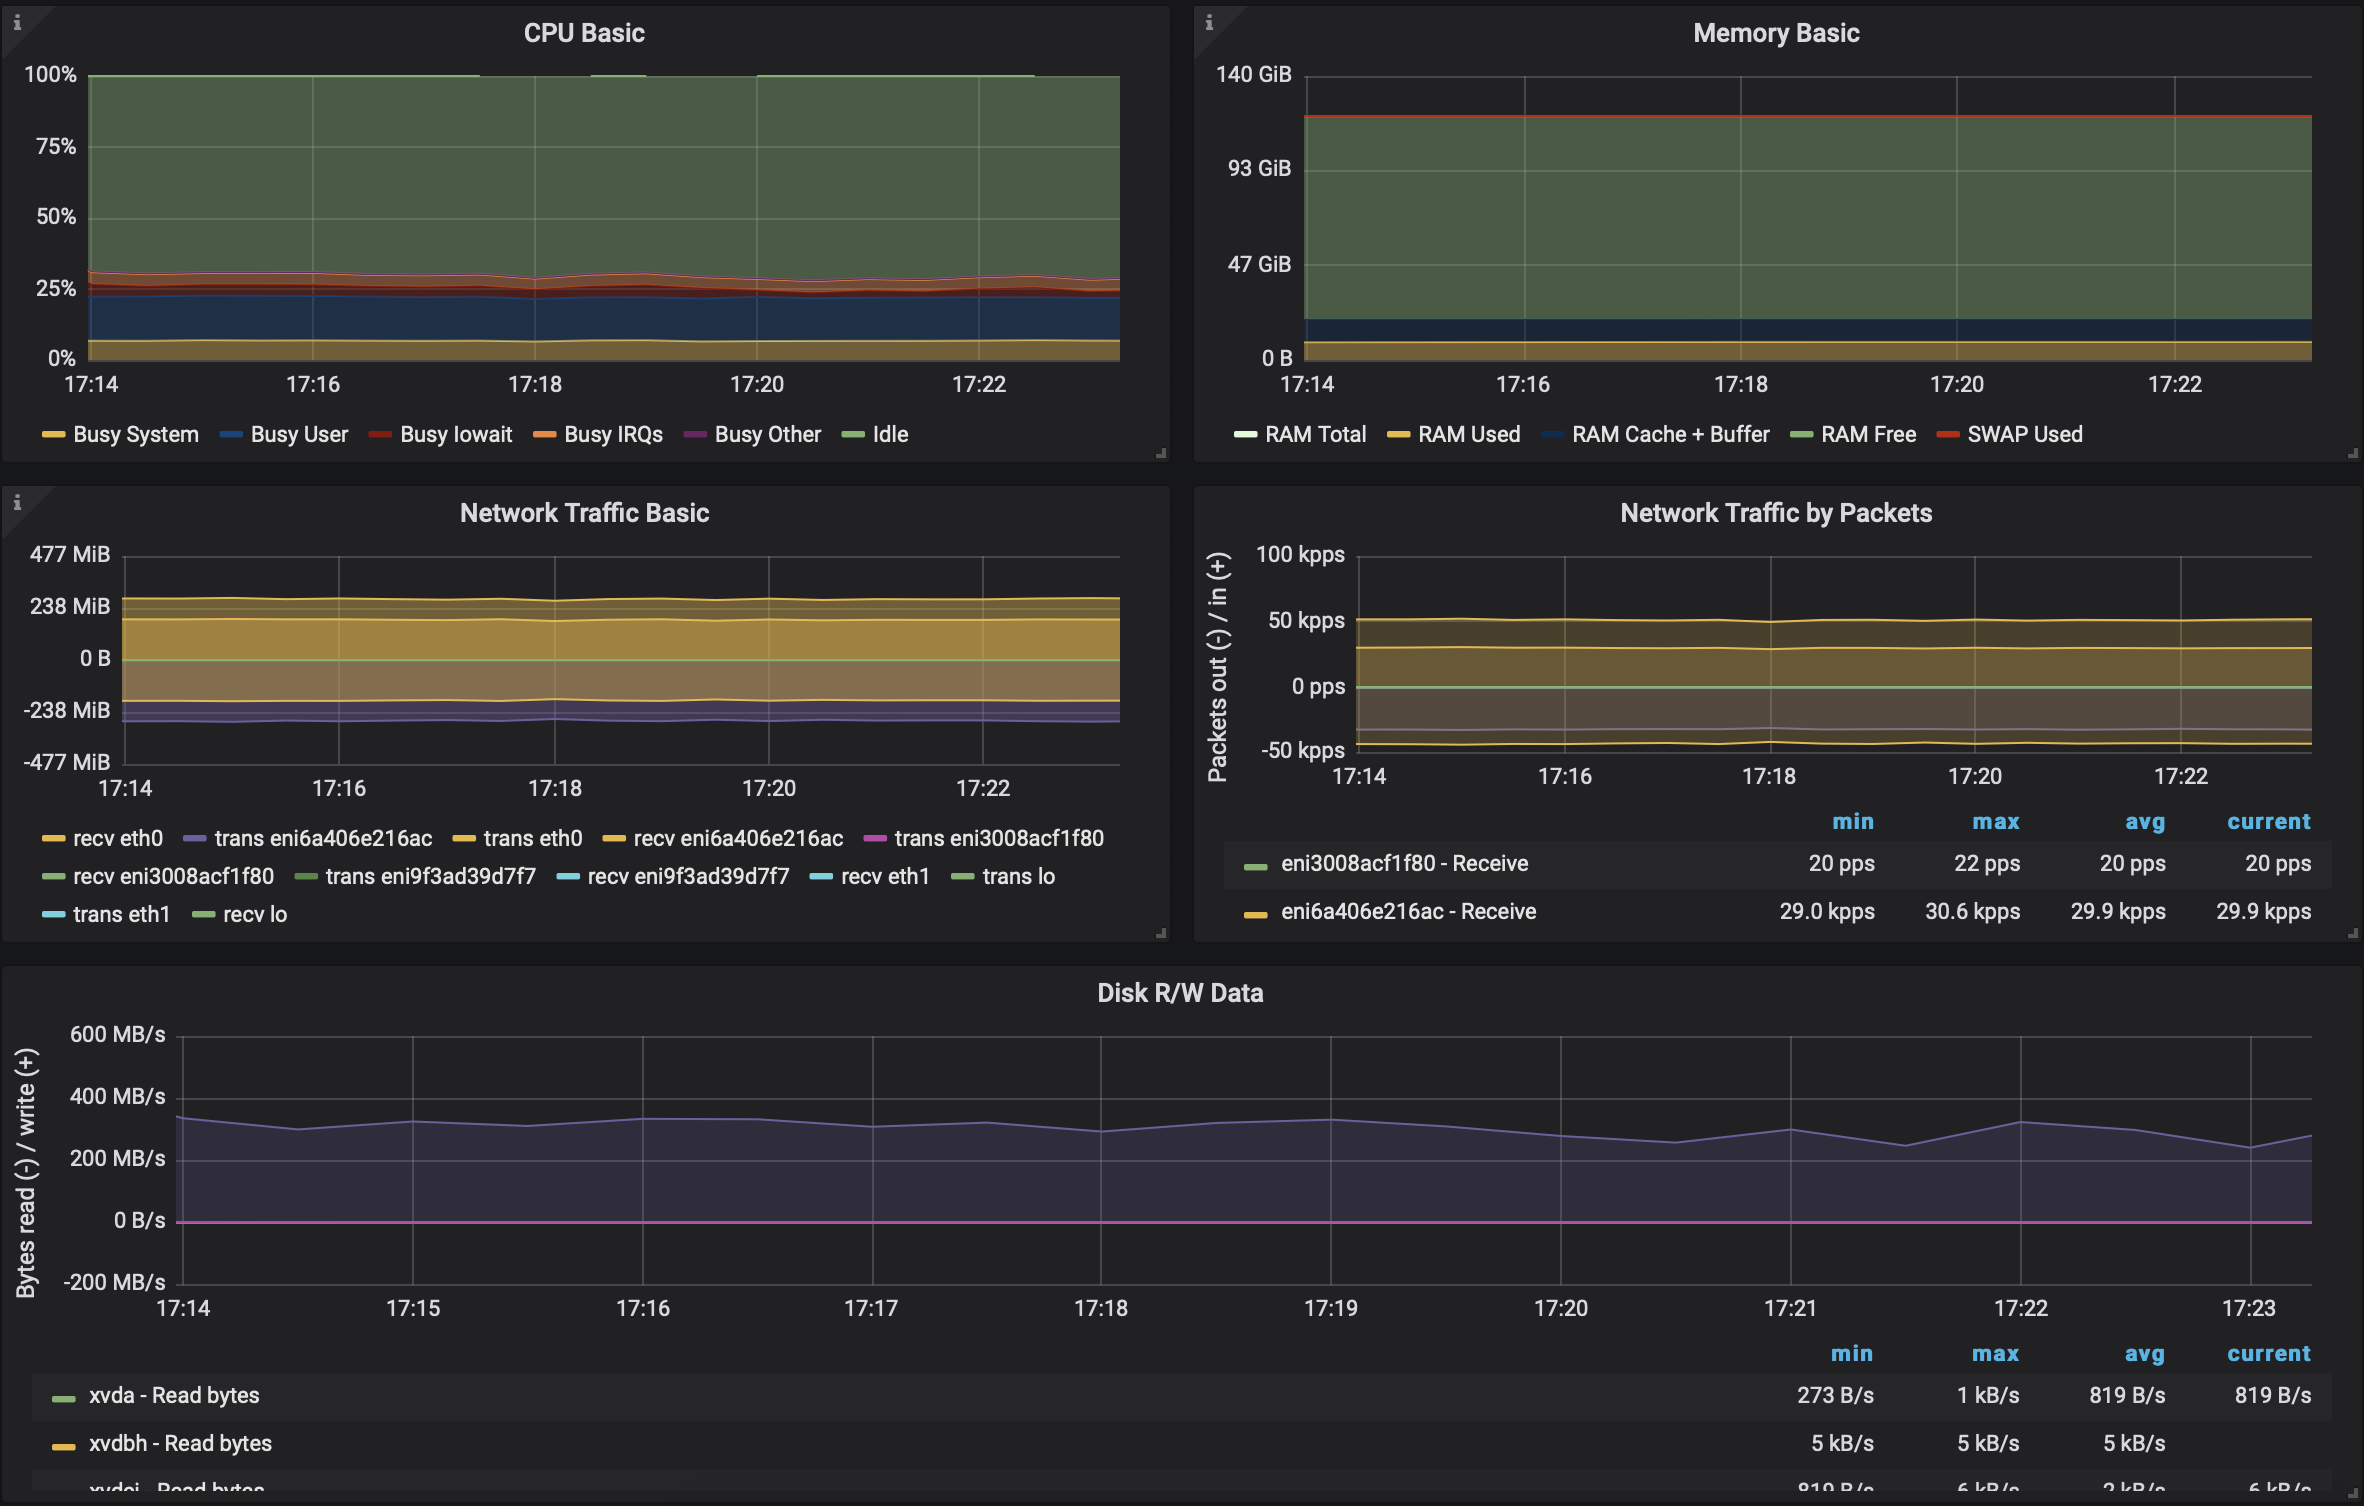 CPU Basic
100%
75%
50%
25%
0%
17:14 17:16 17:18 17:20 17:22
Busy System Busy User Busy Iowait Busy IRQs Busy Other Idle
Memory Basic
140 GiB
93 GiB
47 GiB
0 B
17:14 17:16 17:18 17:20 17:22
RAM Total RAM Used RAM Cache + Buffer RAM Free SWAP Used
Network Traffic Basic
477 MiB
238 MiB
0 B
-238 MiB
-477 MiB
17:14 17:16 17:18 17:20 17:22
recv eth0 trans eni6a406e216ac trans eth0 recv eni6a406e216ac trans eni3008acf1f80
recv eni3008acf1f80 trans eni9f3ad39d7f7 recv eni9f3ad39d7f7 recv eth1 trans lo
trans eth1 recv lo
Network Traffic by Packets
Packets out (-) / in (+)
100 kpps
50 kpps
0 pps
-50 kpps
17:14 17:16 17:18 17:20 17:22
min max avg current
eni3008acf1f80 - Receive 20 pps 22 pps 20 pps 20 pps
eni6a406e216ac - Receive 29.0 kpps 30.6 kpps 29.9 kpps 29.9 kpps
Disk R/W Data
Bytes read (-) / write (+)
600 MB/s
400 MB/s
200 MB/s
0 B/s
-200 MB/s
17:14 17:15 17:16 17:17 17:18 17:19 17:20 17:21 17:22 17:23
min max avg current
xvda - Read bytes 273 B/s 1 kB/s 819 B/s 819 B/s
xvdbh - Read bytes 5 kB/s 5 kB/s 5 kB/s
- Read bytes 819 B/s 6 kB/s 2 kB/s 6 kB/s